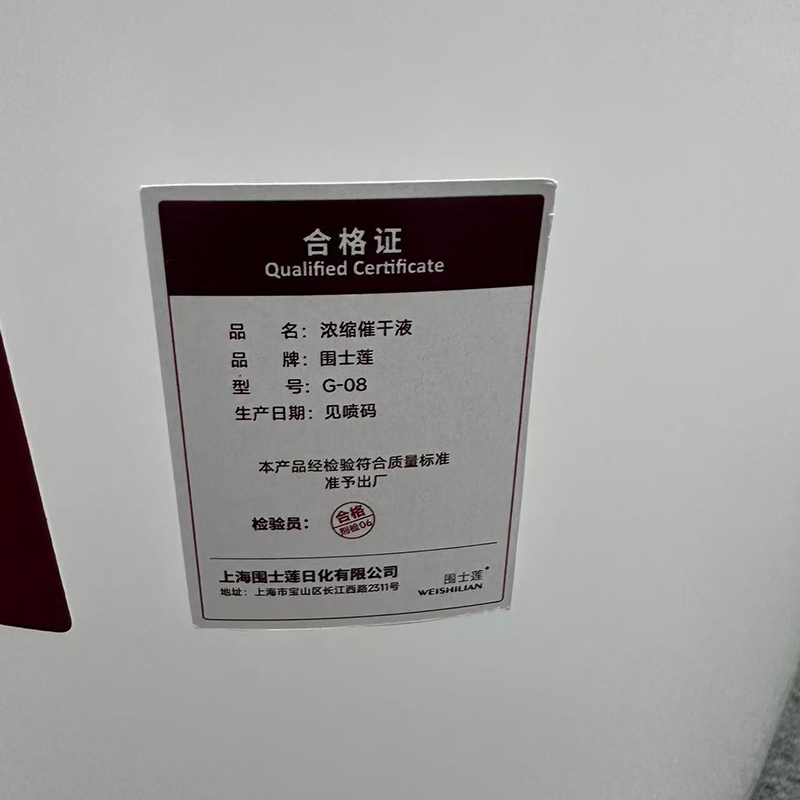 合格证
Qualified Certificate
品 名：浓缩催干液
品 牌：围士莲
型 号：G-08
生产日期：见喷码
本产品经检验符合质量标准
准予出厂
检验员：
合格
剂检06
上海围士莲日化有限公司
地址：上海市宝山区长江西路2311号
围士莲
WEISHILIAN